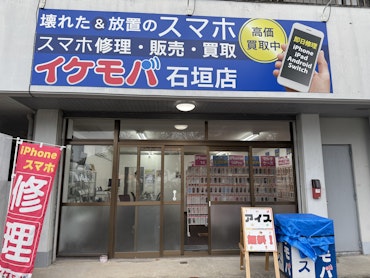 壊れた&放置のスマホ
スマホ修理・販売・買取
イケモバ 石垣店
高価
買取中
即日修理
iPhone
iPad
Android
Switch
iPhone
スマホ
修理
アイス
無料!